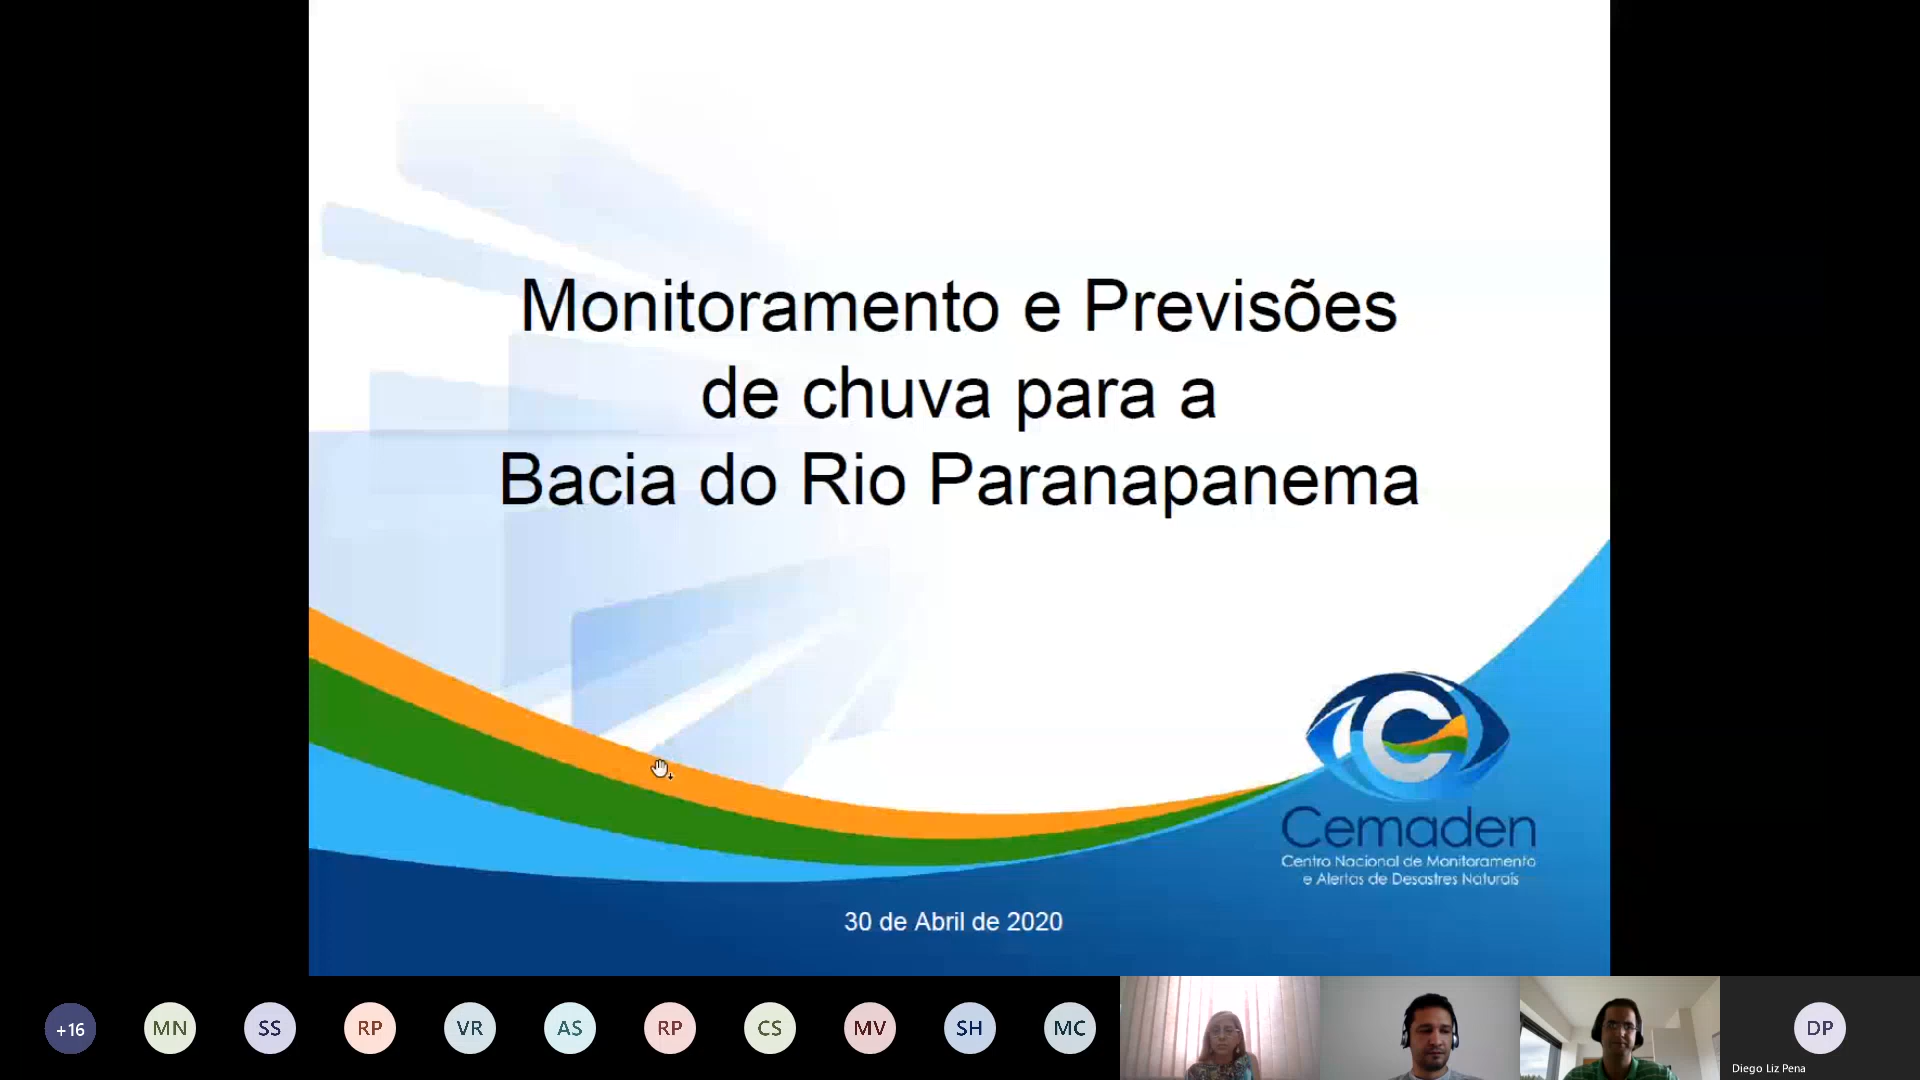 Monitoramento e Previsões
de chuva para a
Bacia do Rio Paranapanema
Cemaden
Centro Nacional de Monitoramento
e Alertas de Desastres Naturais
30 de Abril de 2020
+16
MN
SS
RP
VR
AS
RP
CS
MV
SH
MC
DP
Diego Liz Pena